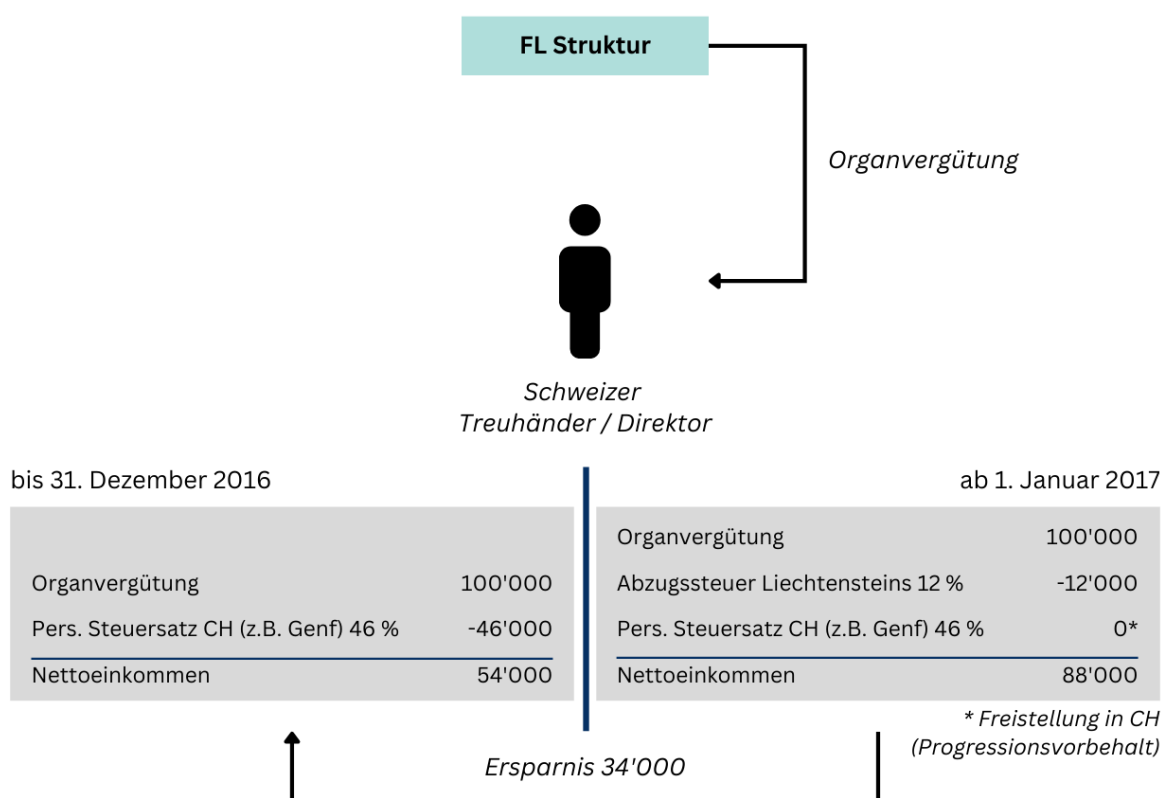 FL Struktur
Organvergütung
Schweizer
Treuhänder / Direktor
bis 31. Dezember 2016
Organvergütung 100'000
Pers. Steuersatz CH (z.B. Genf) 46 % -46'000
Nettoeinkommen 54'000
ab 1. Januar 2017
Organvergütung 100'000
Abzugssteuer Liechtensteins 12 % -12'000
Pers. Steuersatz CH (z.B. Genf) 46 % 0*
Nettoeinkommen 88'000
* Freistellung in CH
(Progressionsvorbehalt)
Ersparnis 34'000